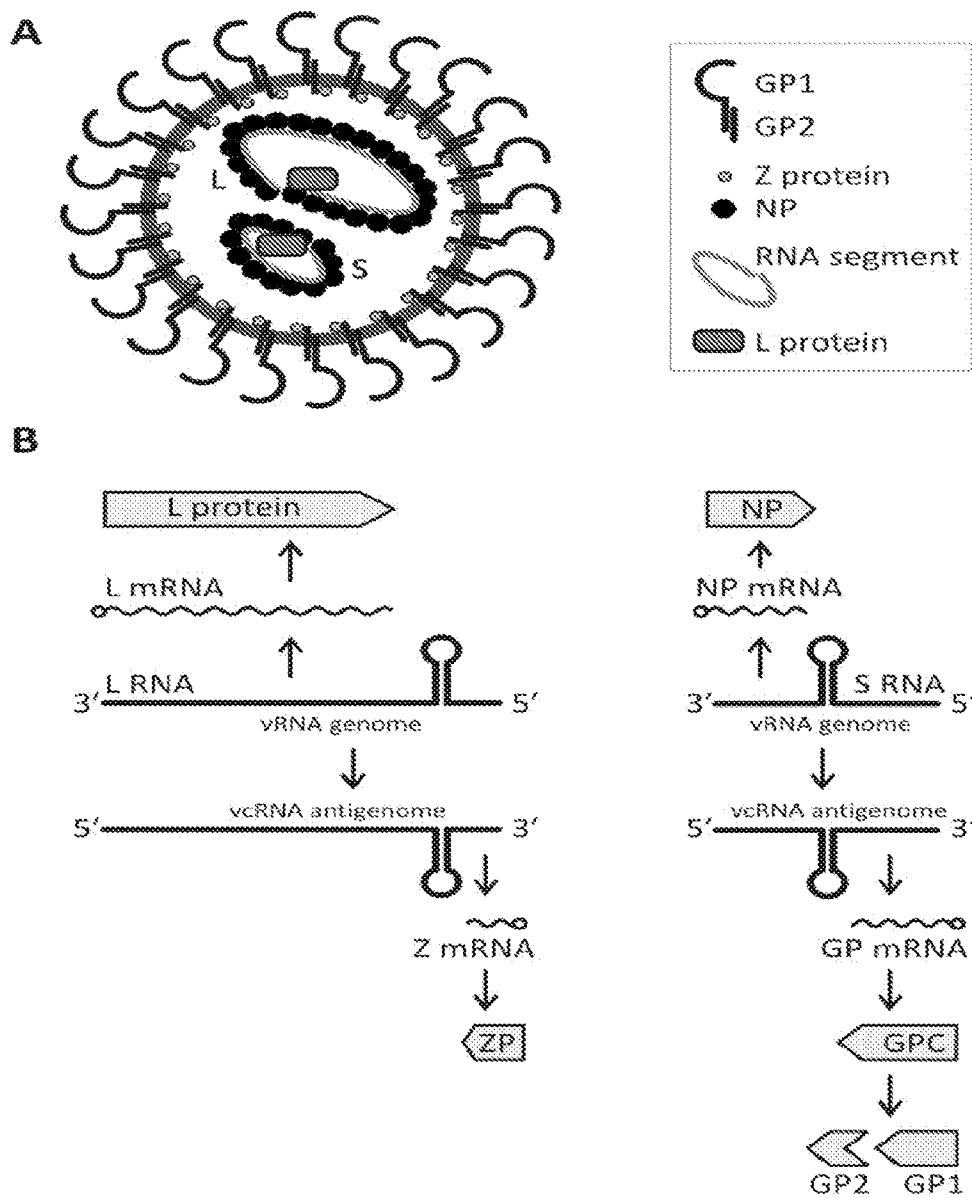 A
GP1
GP2
Z protein
NP
RNA segment
L protein
L
S
B
L protein
NP
L mRNA
NP mRNA
L RNA
S RNA
3′
5′
3′
5′
vRNA genome
vRNA genome
vcRNA antigenome
vcRNA antigenome
5′
3′
5′
3′
Z mRNA
GP mRNA
ZP
GPC
GP2
GP1